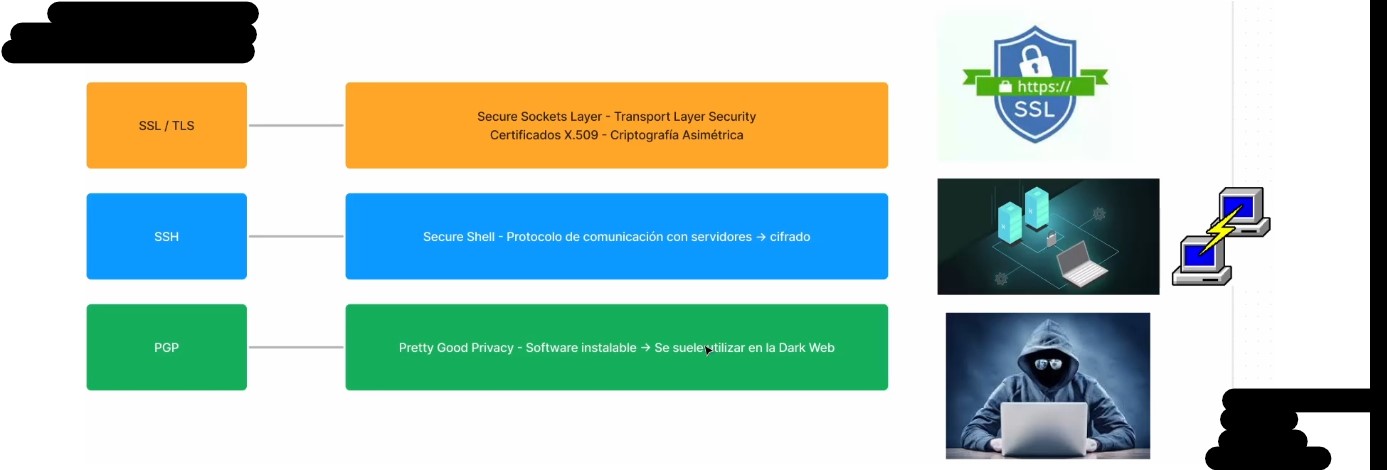 SSL / TLS
Secure Sockets Layer - Transport Layer Security
Certificados X.509 - Criptografía Asimétrica
https://
SSL
SSH
Secure Shell - Protocolo de comunicación con servidores → cifrado
PGP
Pretty Good Privacy - Software instalable → Se suele utilizar en la Dark Web